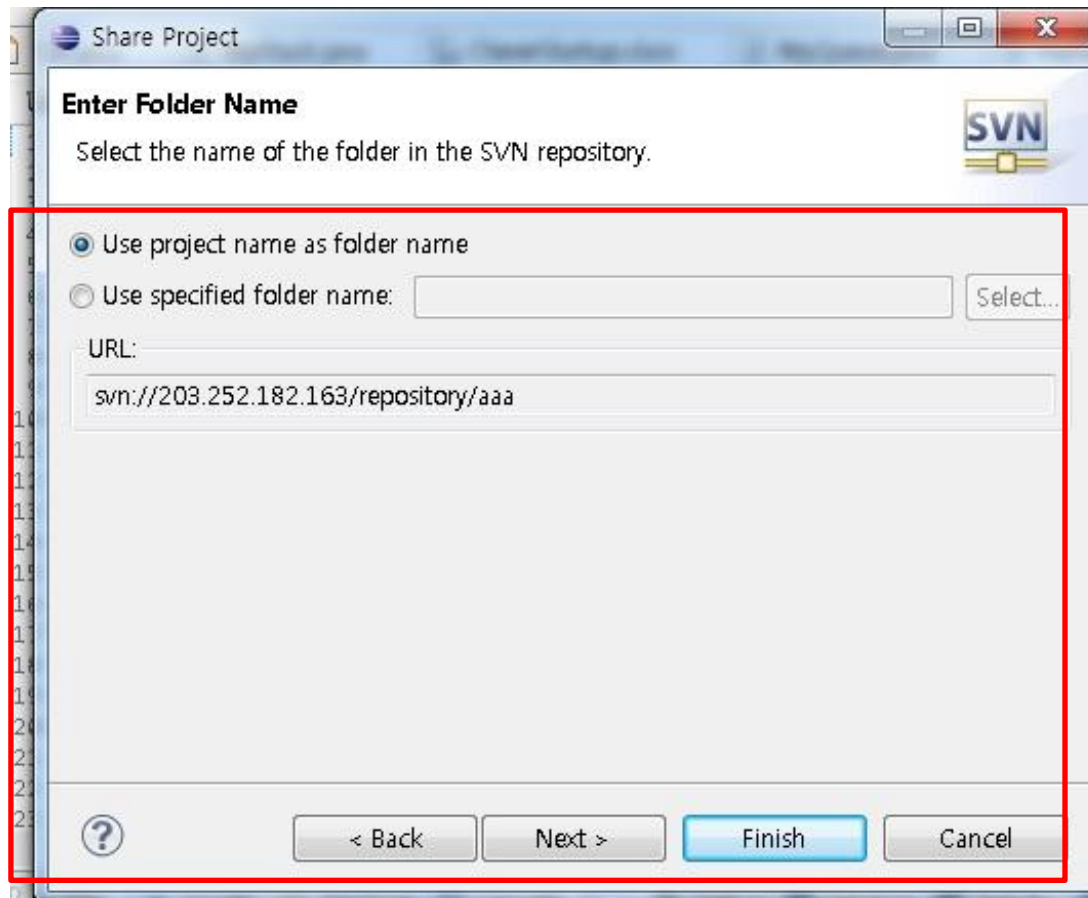 Share Project
Enter Folder Name
Select the name of the folder in the SVN repository.
SVN
Use project name as folder name
Use specified folder name:
Select...
URL:
svn://203.252.182.163/repository/aaa
< Back
Next >
Finish
Cancel